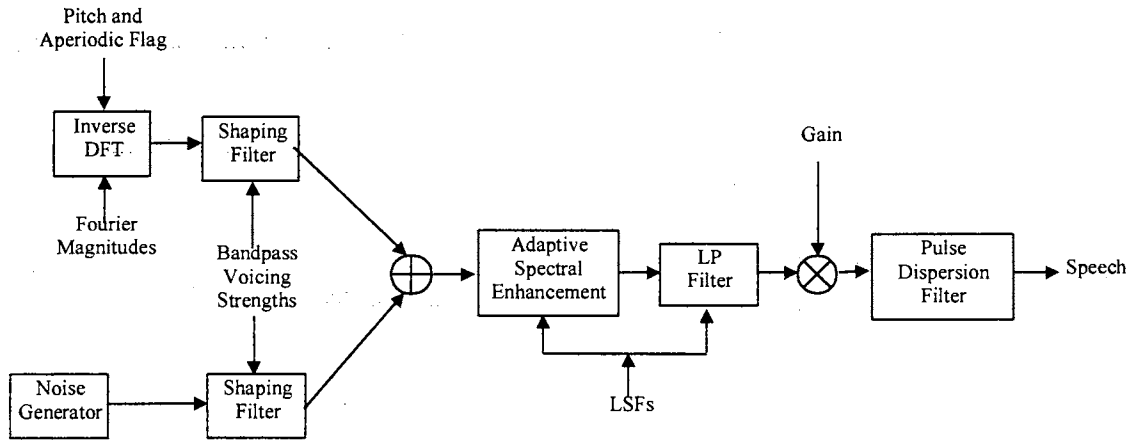 Pitch and
Aperiodic Flag
Inverse
DFT
Shaping
Filter
Gain
Fourier
Magnitudes
Bandpass
Voicing
Strengths
Adaptive
Spectral
Enhancement
LP
Filter
Pulse
Dispersion
Filter
Speech
Noise
Generator
Shaping
Filter
LSFs